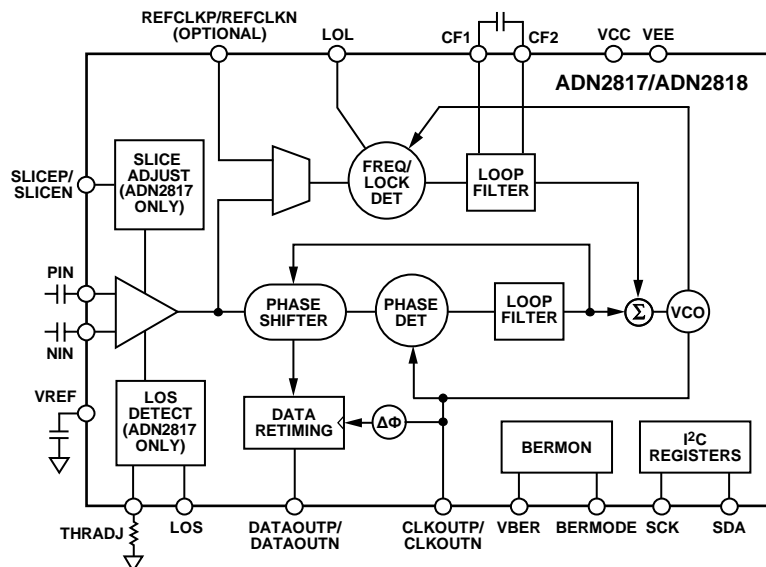 REFCLKP/REFCLKN
(OPTIONAL)
LOL
CF1
CF2
VCC
VEE
ADN2817/ADN2818
SLICEP/
SLICEN
SLICE
ADJUST
(ADN2817
ONLY)
FREQ/
LOCK
DET
LOOP
FILTER
PIN
NIN
PHASE
SHIFTER
PHASE
DET
LOOP
FILTER
Σ
VCO
VREF
LOS
DETECT
(ADN2817
ONLY)
DATA
RETIMING
ΔΦ
BERMON
I²C
REGISTERS
THRADJ
LOS
DATAOUTP/
DATAOUTN
CLKOUTP/
CLKOUTN
VBER
BERMODE
SCK
SDA